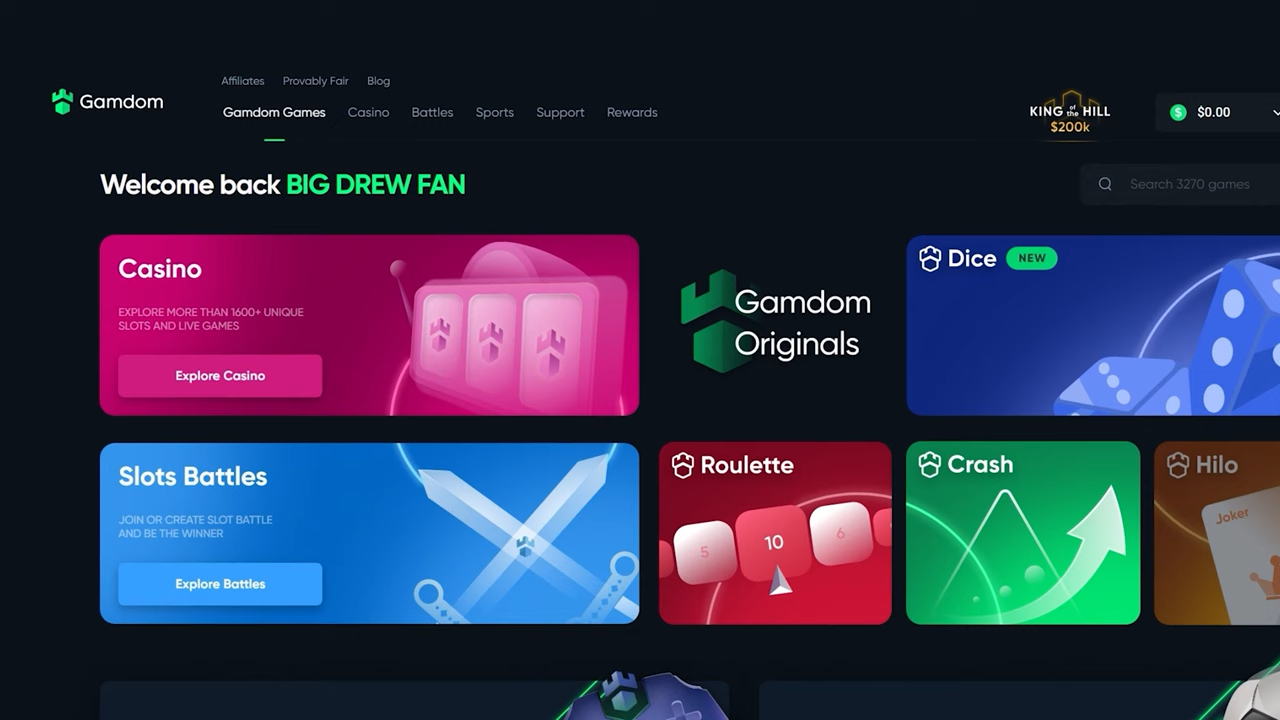 Affiliates Provably Fair Blog
Gamdom
Gamdom Games Casino Battles Sports Support Rewards
KING of the HILL
$200k
$ $0.00
Welcome back BIG DREW FAN
Search 3270 games
Casino
EXPLORE MORE THAN 1600+ UNIQUE
SLOTS AND LIVE GAMES
Explore Casino
Gamdom
Originals
Dice NEW
Slots Battles
JOIN OR CREATE SLOT BATTLE
AND BE THE WINNER
Explore Battles
Roulette
5 10 6
Crash
Hilo
Joker